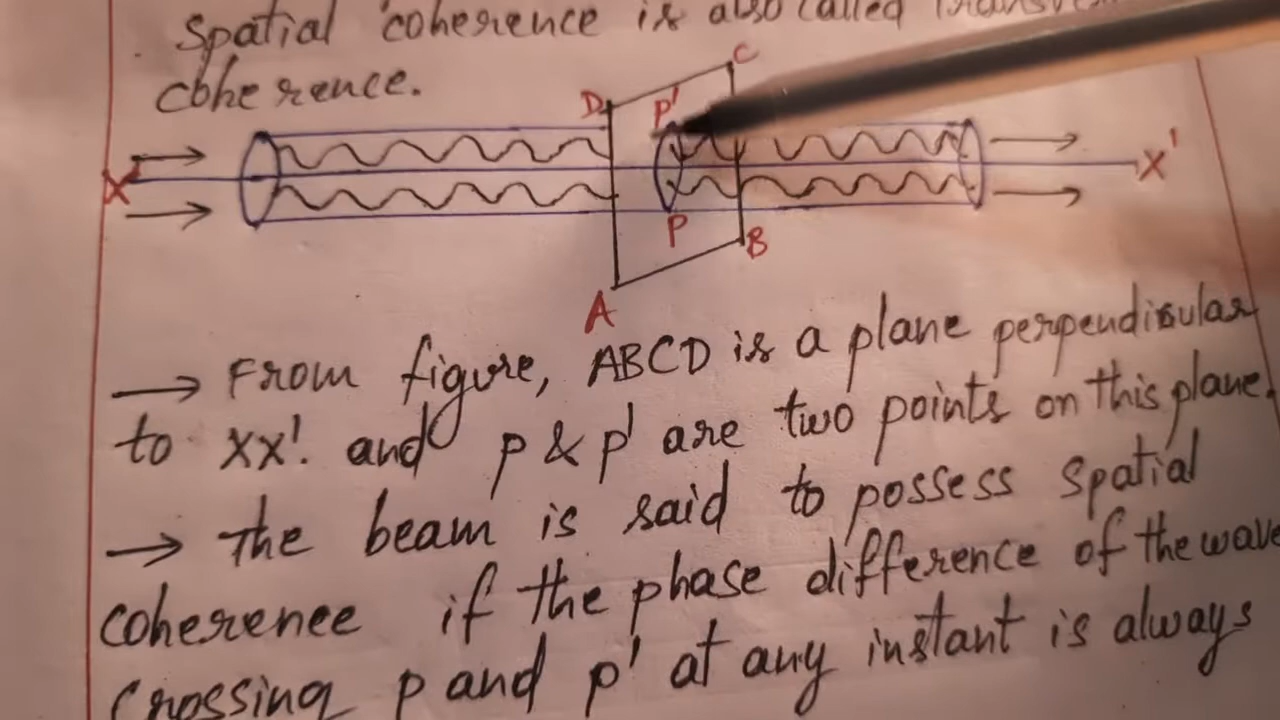 Spatial coherence is also called
coherence.
C
D
P'
X
X'
P
B
A
→ From figure, ABCD is a plane perpendicular
to XX'. and P & P' are two points on this plane.
→ The beam is said to possess spatial
coherence if the phase difference of the wave
crossing P and P' at any instant is always